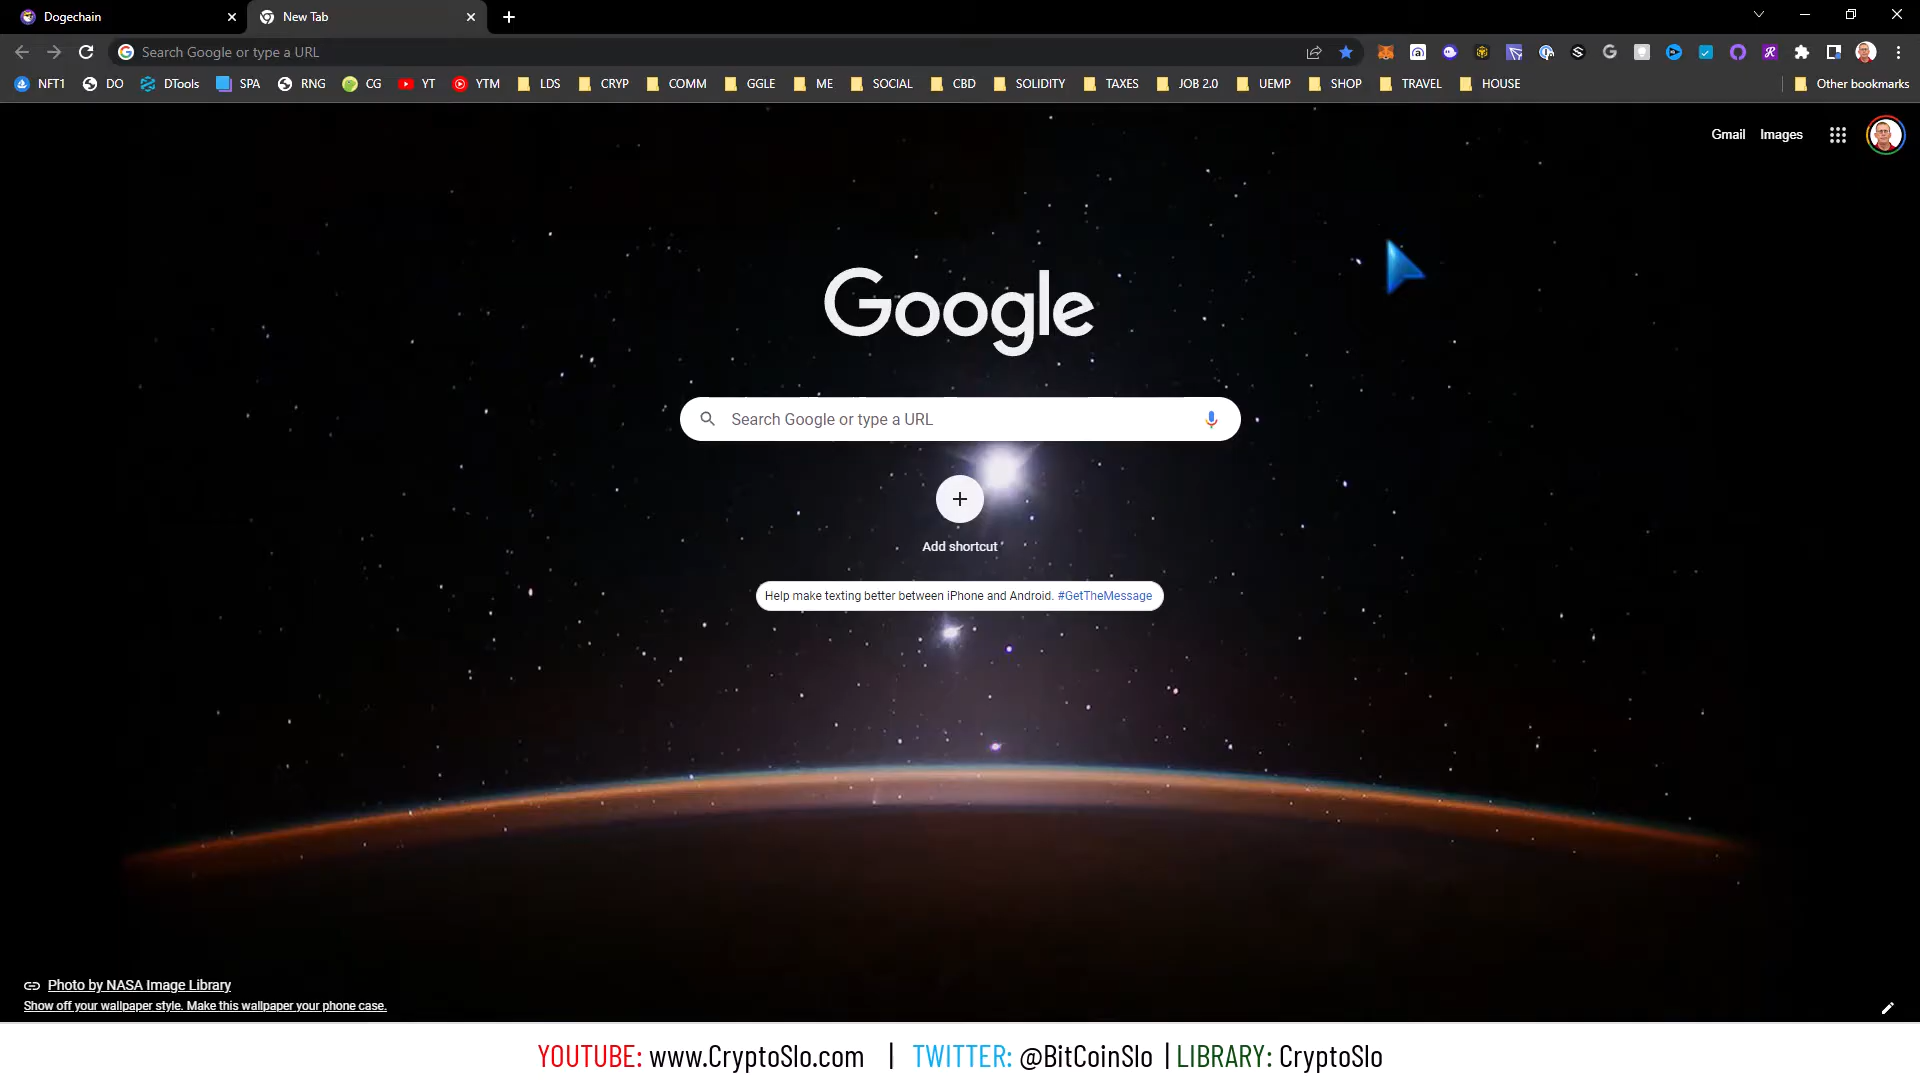 Dogechain
New Tab
Search Google or type a URL
NFT1 DO DTools SPA RNG CG YT YTM LDS CRYP COMM GGLE ME SOCIAL CBD SOLIDITY TAXES JOB 2.0 UEMP SHOP TRAVEL HOUSE Other bookmarks
Gmail Images
Google
Search Google or type a URL
Add shortcut
Help make texting better between iPhone and Android. #GetTheMessage
Photo by NASA Image Library
Show off your wallpaper style. Make this wallpaper your phone case.
YOUTUBE: www.CryptoSlo.com | TWITTER: @BitCoinSlo | LIBRARY: CryptoSlo